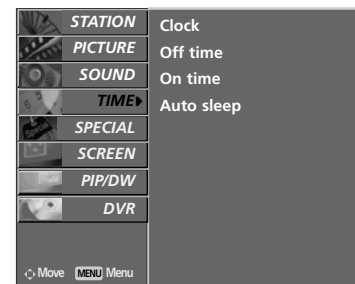 STATION
PICTURE
SOUND
TIME
SPECIAL
SCREEN
PIP/DW
DVR
Move MENU Menu
Clock
Off time
On time
Auto sleep